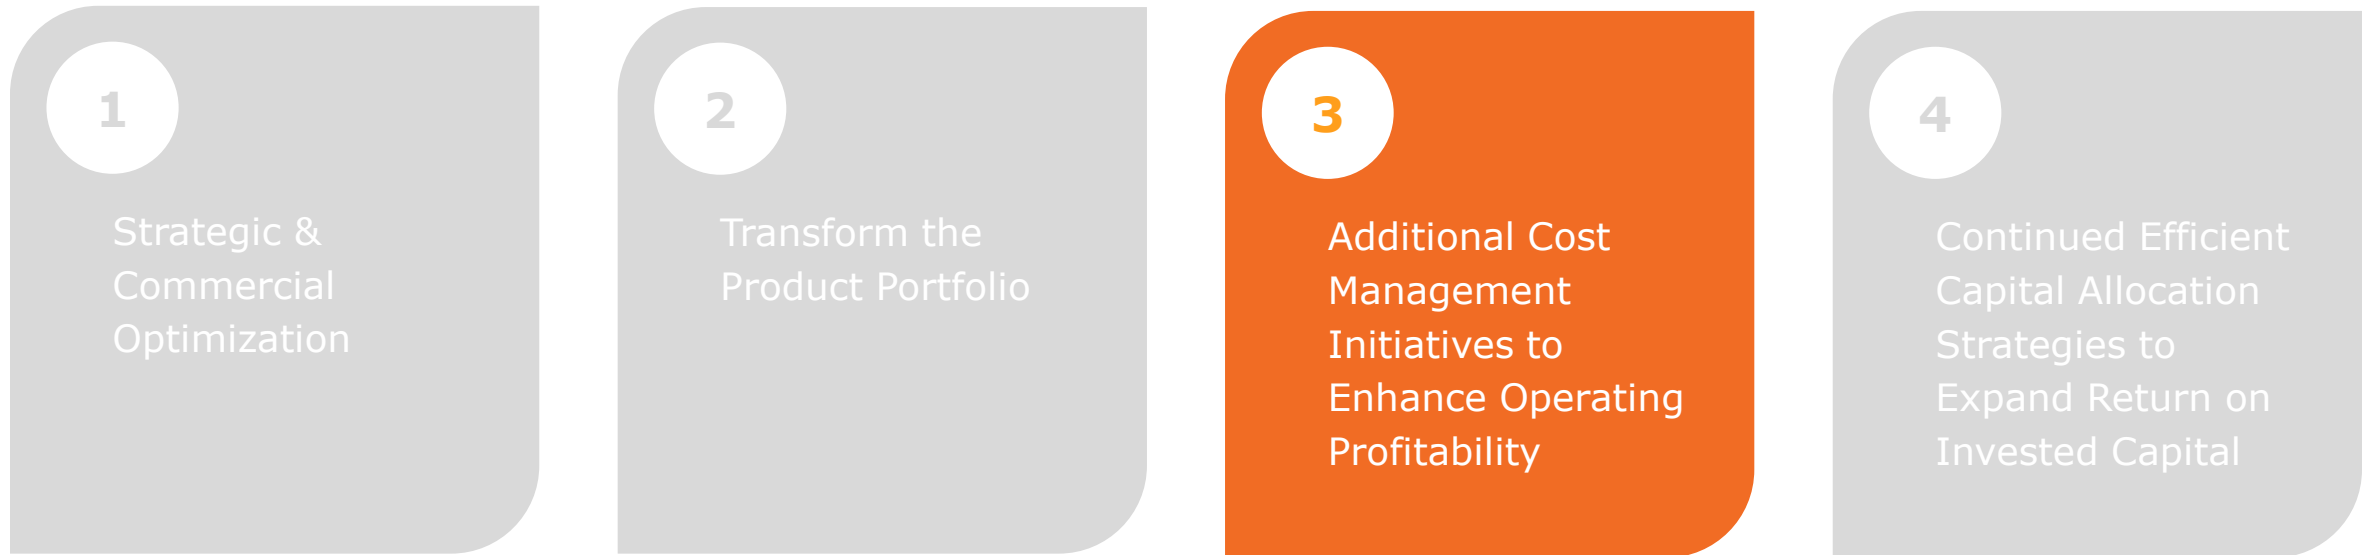 1
Strategic &
Commercial
Optimization
2
Transform the
Product Portfolio
3
Additional Cost
Management
Initiatives to
Enhance Operating
Profitability
4
Continued Efficient
Capital Allocation
Strategies to
Expand Return on
Invested Capital